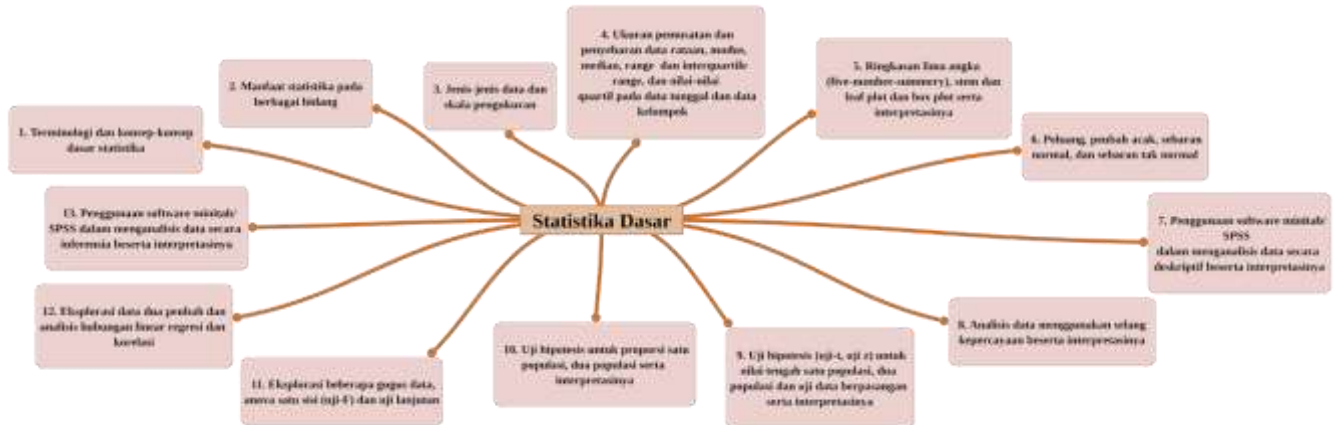 Statistika Dasar
1. Terminologi dan konsep-konsep
dasar statistika
2. Manfaat statistika pada
berbagai bidang
3. Jenis-jenis data dan
skala pengukuran
4. Ukuran pemusatan dan
penyebaran data rataan, modus,
median, range dan interquartile
range, dan nilai-nilai
quartil pada data tunggal dan data
kelompok
5. Ringkasan lima angka
(five-number-summery), stem dan
leaf plot dan box plot serta
interpretasinya
6. Peluang, peubah acak, sebaran
normal, dan sebaran tak normal
7. Penggunaan software minitab/
SPSS
dalam menganalisis data secara
deskriptif beserta interpretasinya
8. Analisis data menggunakan selang
kepercayaan beserta interpretasinya
9. Uji hipotesis (uji-t, uji z) untuk
nilai tengah satu populasi, dua
populasi dan uji data berpasangan
serta interpretasinya
10. Uji hipotesis untuk proporsi satu
populasi, dua populasi serta
interpretasinya
11. Eksplorasi beberapa gugus data,
anova satu sisi (uji-F) dan uji lanjutan
12. Eksplorasi data dua peubah dan
analisis hubungan linear regresi dan
korelasi
13. Penggunaan software minitab/
SPSS dalam menganalisis data secara
inferensia beserta interpretasinya